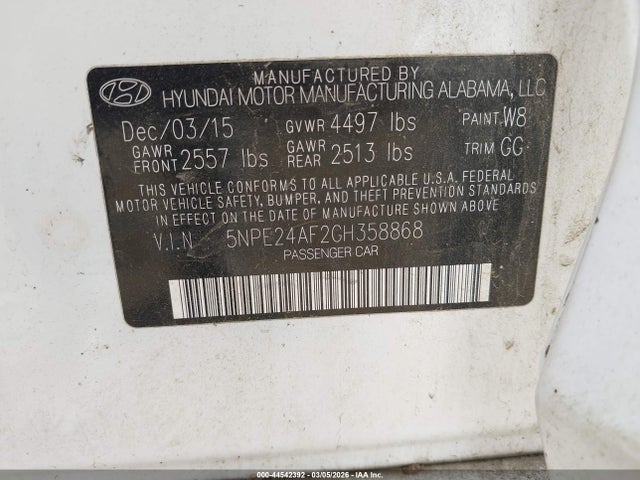 MANUFACTURED BY
HYUNDAI MOTOR MANUFACTURING ALABAMA, LLC
Dec/03/15 GVWR 4497 lbs PAINT W8
GAWR FRONT 2557 lbs GAWR REAR 2513 lbs TRIM GG
THIS VEHICLE CONFORMS TO ALL APPLICABLE U.S.A. FEDERAL
MOTOR VEHICLE SAFETY, BUMPER, AND THEFT PREVENTION STANDARDS
IN EFFECT ON THE DATE OF MANUFACTURE SHOWN ABOVE
V.I.N 5NPE24AF2GH358868
PASSENGER CAR
000-44542392 | 03/05/2026 | IAA, Inc.